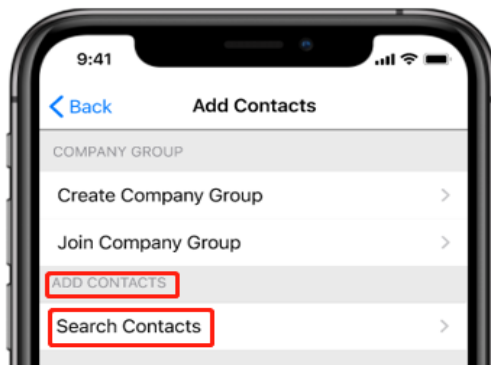 9:41
Back
Add Contacts
COMPANY GROUP
Create Company Group
Join Company Group
ADD CONTACTS
Search Contacts